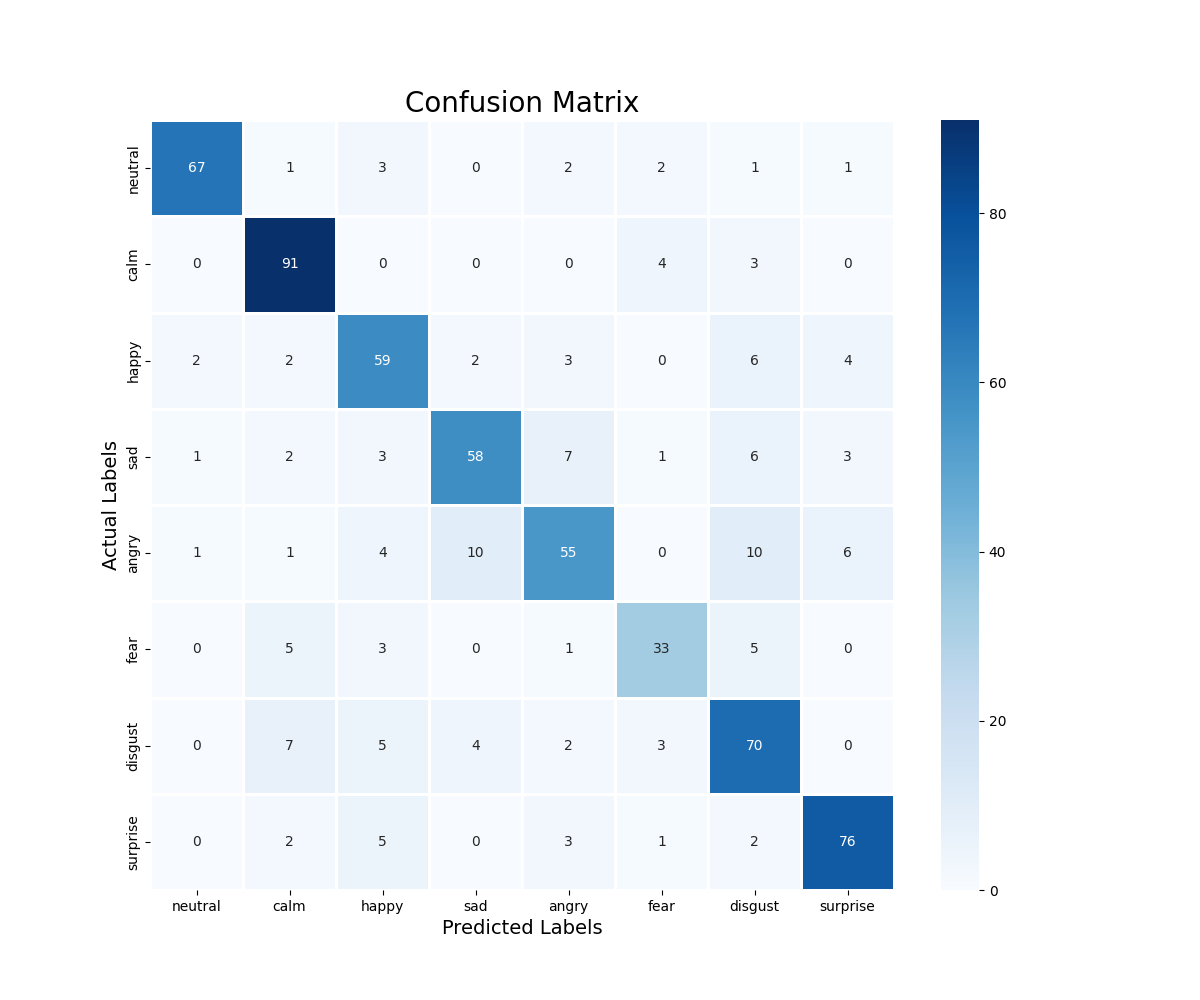 Confusion Matrix
neutral 67 1 3 0 2 2 1 1
calm 0 91 0 0 0 4 3 0
happy 2 2 59 2 3 0 6 4
sad 1 2 3 58 7 1 6 3
angry 1 1 4 10 55 0 10 6
fear 0 5 3 0 1 33 5 0
disgust 0 7 5 4 2 3 70 0
surprise 0 2 5 0 3 1 2 76
Actual Labels
neutral calm happy sad angry fear disgust surprise
Predicted Labels
80
60
40
20
0